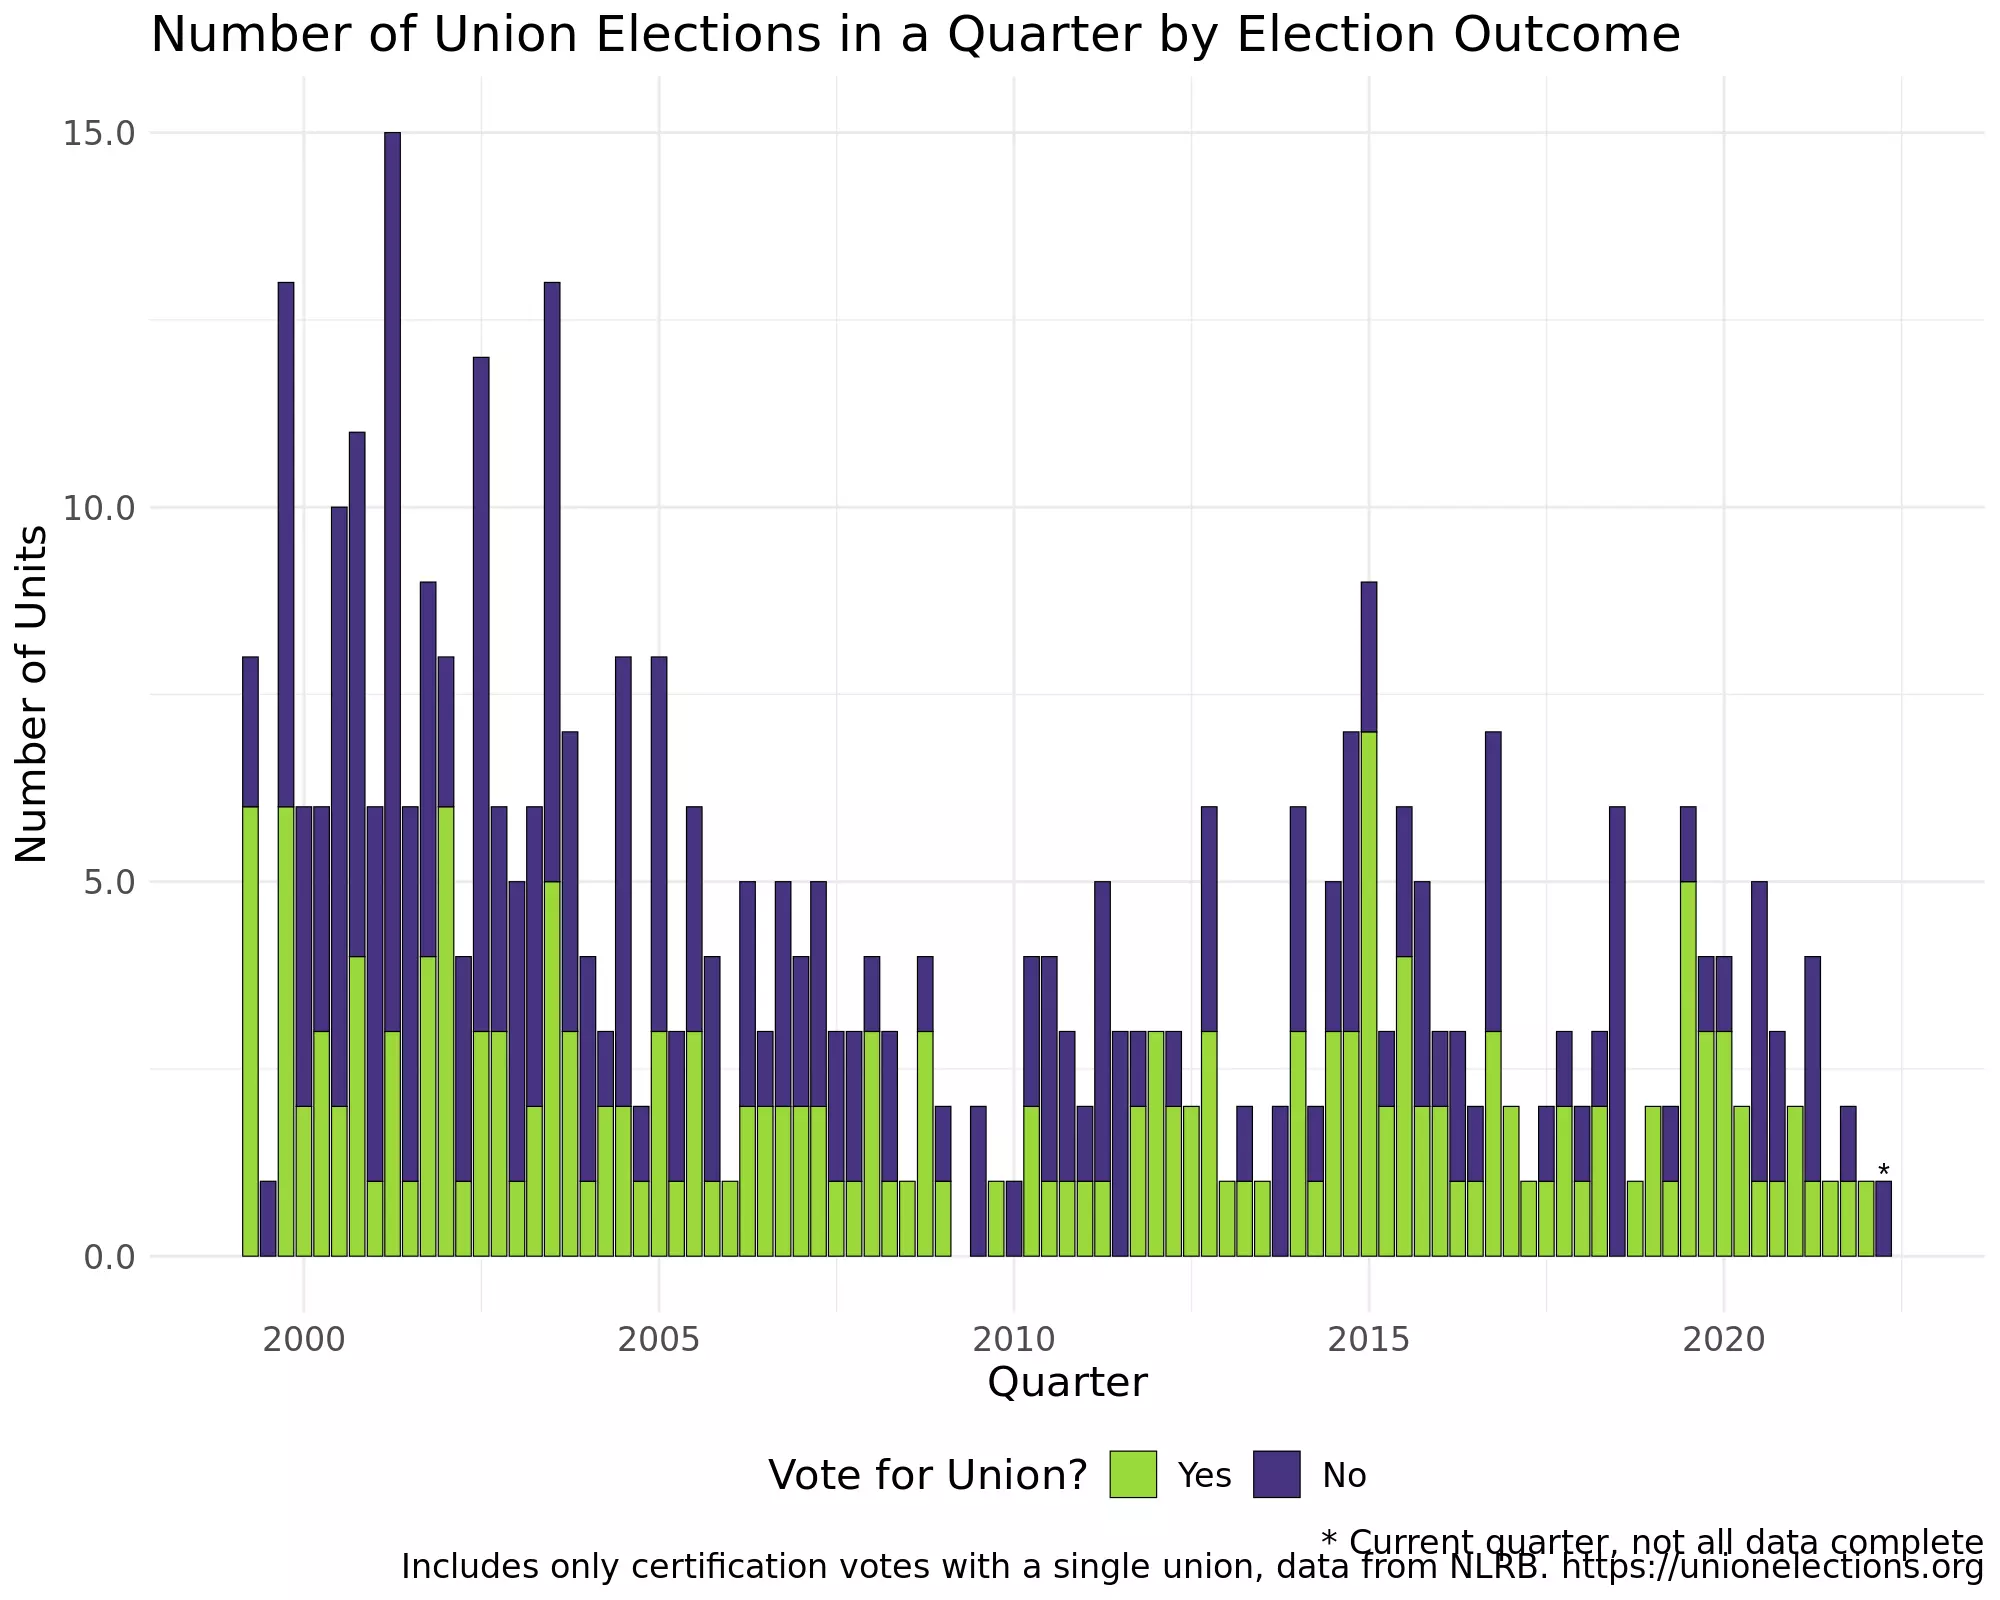 Number of Union Elections in a Quarter by Election Outcome
15.0
10.0
5.0
0.0
Number of Units
*
2000 2005 2010 2015 2020
Quarter
Vote for Union? Yes No
* Current quarter, not all data complete
Includes only certification votes with a single union, data from NLRB. https://unionelections.org